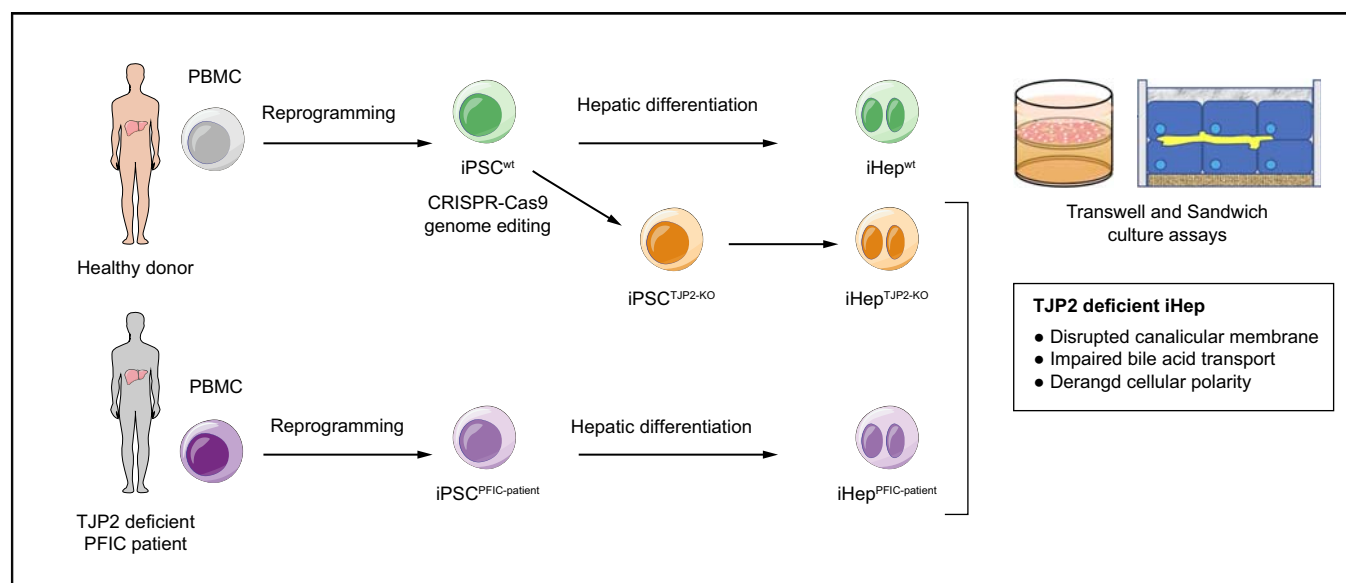 PBMC
Reprogramming
Hepatic differentiation
iPSCwt
iHepwt
CRISPR-Cas9
genome editing
Healthy donor
iPSCTJP2-KO
iHepTJP2-KO
Transwell and Sandwich
culture assays
TJP2 deficient iHep
● Disrupted canalicular membrane
● Impaired bile acid transport
● Derangd cellular polarity
PBMC
Reprogramming
Hepatic differentiation
iPSCPFIC-patient
iHepPFIC-patient
TJP2 deficient
PFIC patient